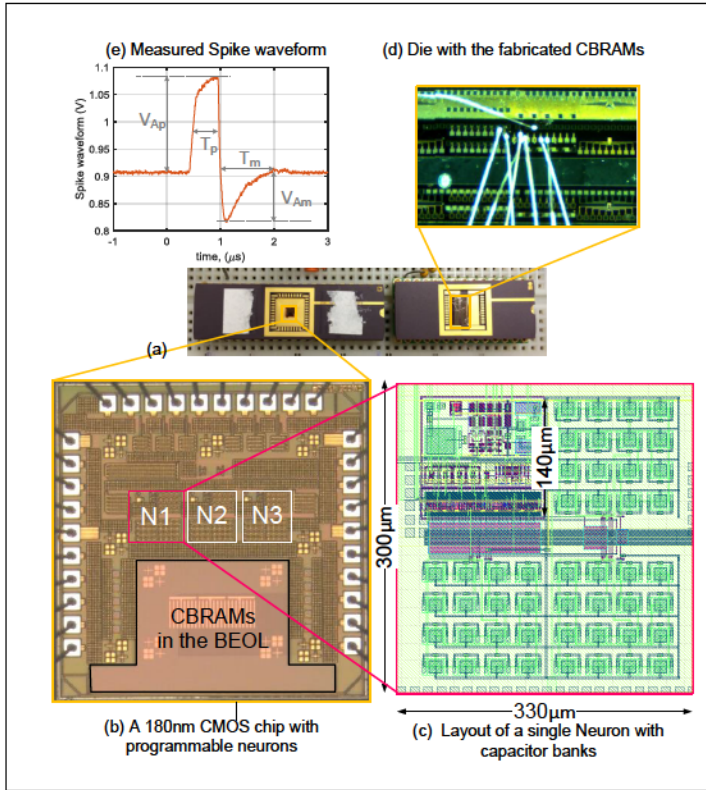 (e) Measured Spike waveform
(d) Die with the fabricated CBRAMs
Spike waveform (V)
1.1
1.05
1
0.95
0.9
0.85
0.8
-1
0
1
2
3
time, (μs)
V_Ap
T_p
T_m
V_Am
(a)
N1
N2
N3
CBRAMs
in the BEOL
300μm
140μm
330μm
(b) A 180nm CMOS chip with
programmable neurons
(c) Layout of a single Neuron with
capacitor banks